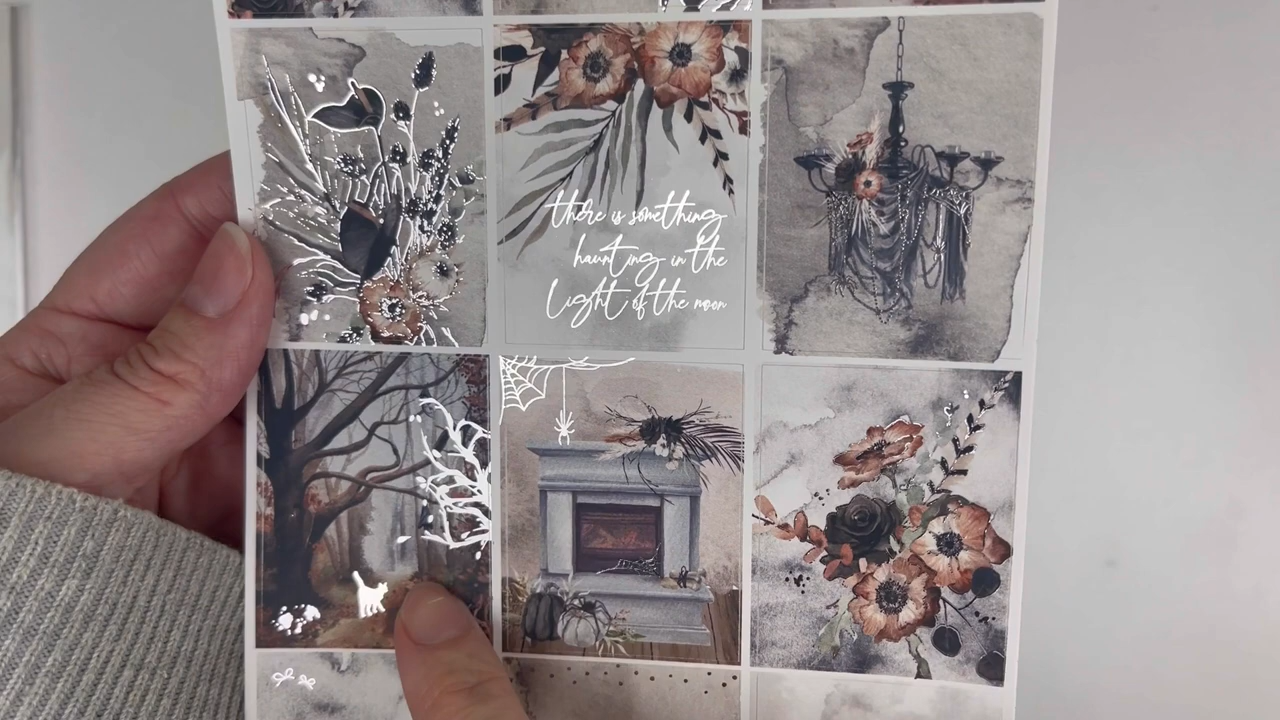 there is something
haunting in the
light of the moon